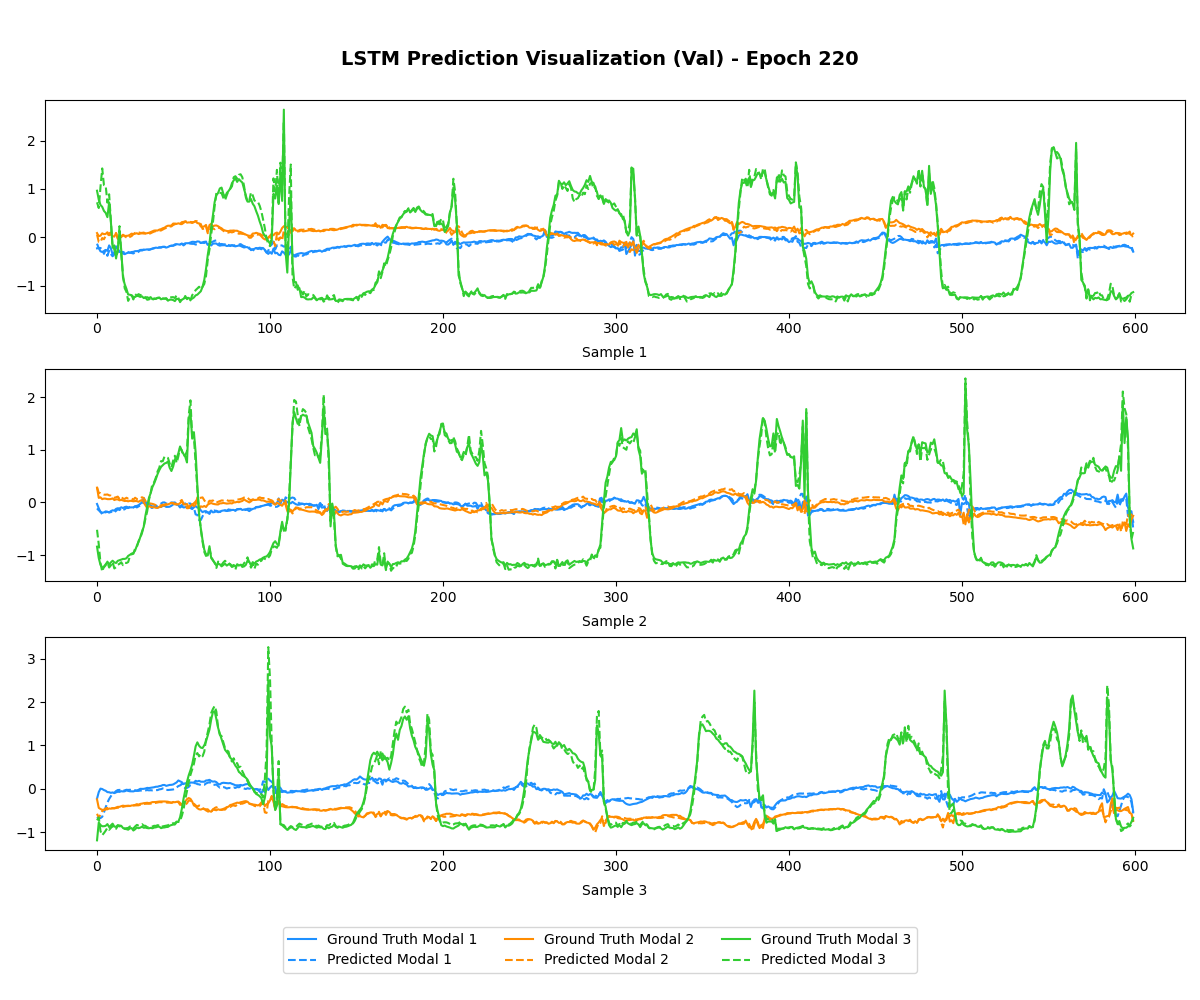 LSTM Prediction Visualization (Val) - Epoch 220
2
1
0
−1
0 100 200 300 400 500 600
Sample 1
2
1
0
−1
0 100 200 300 400 500 600
Sample 2
3
2
1
0
−1
0 100 200 300 400 500 600
Sample 3
Ground Truth Modal 1 Ground Truth Modal 2 Ground Truth Modal 3
Predicted Modal 1 Predicted Modal 2 Predicted Modal 3